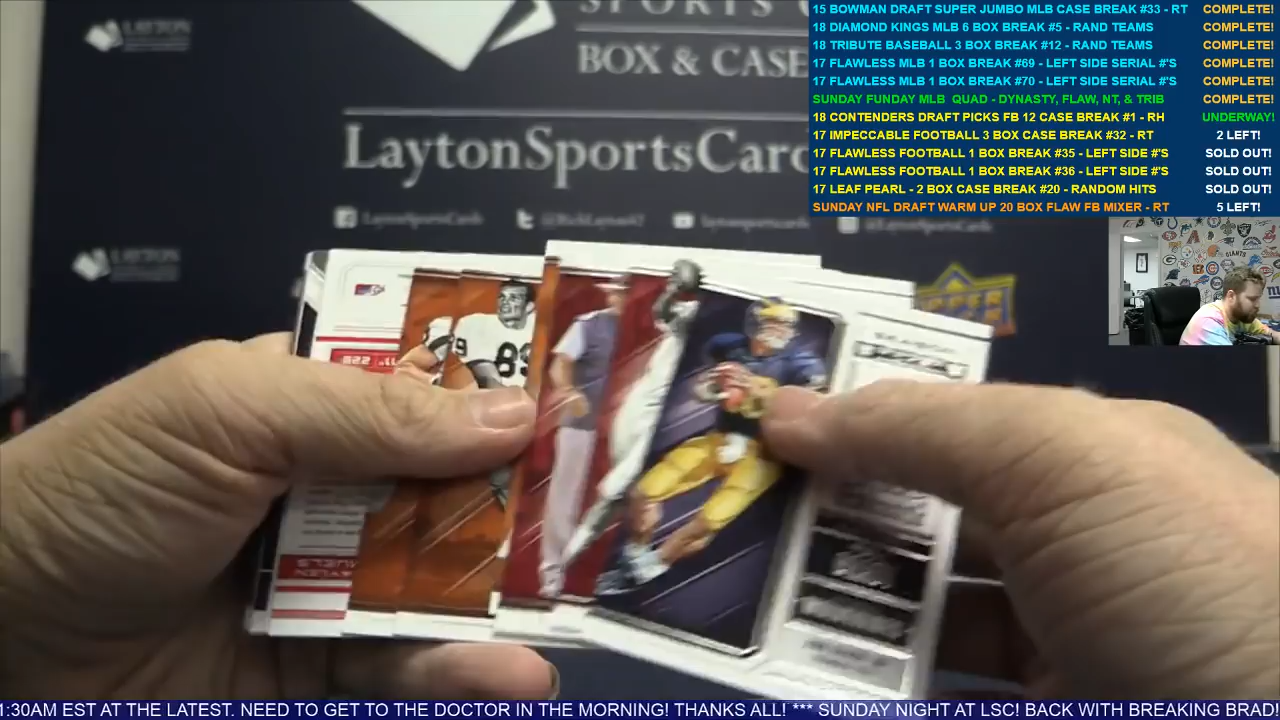 SPORTS C
BOX & CASE
LaytonSportsCard
LaytonSportsCards
laytonsportscards
LAYTON
15 BOWMAN DRAFT SUPER JUMBO MLB CASE BREAK #33 - RT COMPLETE!
18 DIAMOND KINGS MLB 6 BOX BREAK #5 - RAND TEAMS COMPLETE!
18 TRIBUTE BASEBALL 3 BOX BREAK #12 - RAND TEAMS COMPLETE!
17 FLAWLESS MLB 1 BOX BREAK #69 - LEFT SIDE SERIAL #'S COMPLETE!
17 FLAWLESS MLB 1 BOX BREAK #70 - LEFT SIDE SERIAL #'S COMPLETE!
SUNDAY FUNDAY MLB QUAD - DYNASTY, FLAW, NT, & TRIB COMPLETE!
18 CONTENDERS DRAFT PICKS FB 12 CASE BREAK #1 - RH UNDERWAY!
17 IMPECCABLE FOOTBALL 3 BOX CASE BREAK #32 - RT 2 LEFT!
17 FLAWLESS FOOTBALL 1 BOX BREAK #35 - LEFT SIDE #'S SOLD OUT!
17 FLAWLESS FOOTBALL 1 BOX BREAK #36 - LEFT SIDE #'S SOLD OUT!
17 LEAF PEARL - 2 BOX CASE BREAK #20 - RANDOM HITS SOLD OUT!
SUNDAY NFL DRAFT WARM UP 20 BOX FLAW FB MIXER - RT 5 LEFT!
89
1:30AM EST AT THE LATEST. NEED TO GET TO THE DOCTOR IN THE MORNING! THANKS ALL! *** SUNDAY NIGHT AT LSC! BACK WITH BREAKING BRAD!